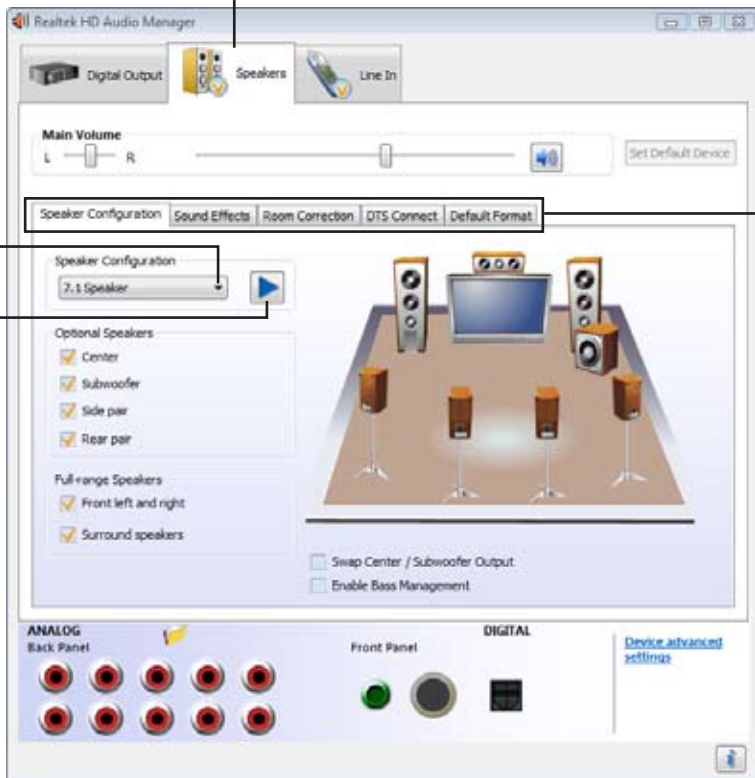 Realtek HD Audio Manager
Digital Output
Speakers
Line In
Main Volume
L
R
Set Default Device
Speaker Configuration
Sound Effects
Room Correction
DTS Connect
Default Format
Speaker Configuration
7.1 Speaker
Optional Speakers
Center
Subwoofer
Side pair
Rear pair
Full-range Speakers
Front left and right
Surround speakers
Swap Center / Subwoofer Output
Enable Bass Management
ANALOG
Back Panel
Front Panel
DIGITAL
Device advanced
settings
i